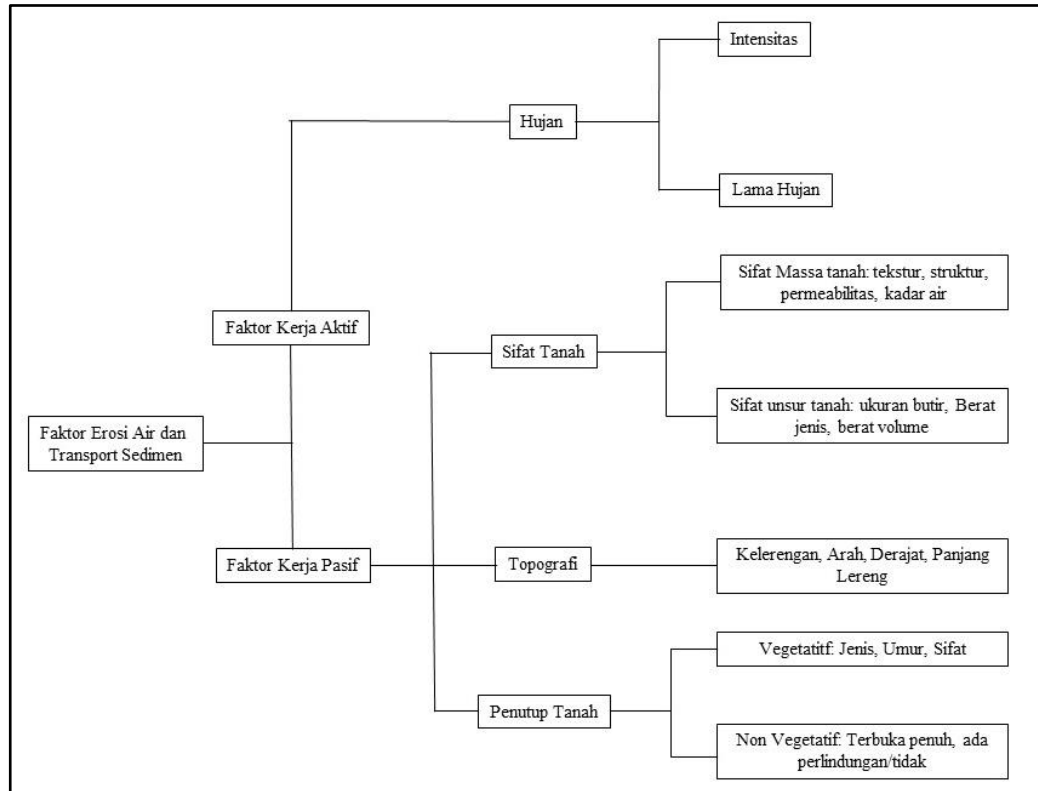 Intensitas
Hujan
Lama Hujan
Sifat Massa tanah: tekstur, struktur,
permeabilitas, kadar air
Faktor Kerja Aktif
Sifat Tanah
Sifat unsur tanah: ukuran butir, Berat
jenis, berat volume
Faktor Erosi Air dan
Transport Sedimen
Faktor Kerja Pasif
Topografi
Kelerengan, Arah, Derajat, Panjang
Lereng
Vegetatitf: Jenis, Umur, Sifat
Penutup Tanah
Non Vegetatif: Terbuka penuh, ada
perlindungan/tidak